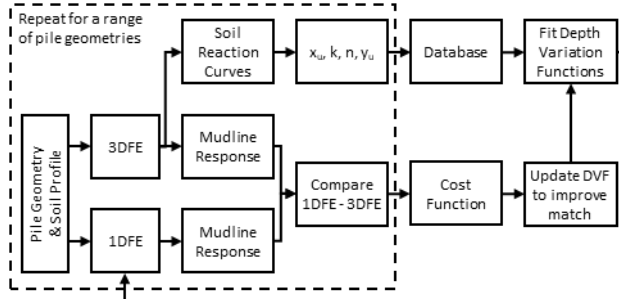 Repeat for a range
of pile geometries
Soil
Reaction
Curves
xᵤ, k, n, yᵤ
Database
Fit Depth
Variation
Functions
Pile Geometry
& Soil Profile
3DFE
Mudline
Response
1DFE
Mudline
Response
Compare
1DFE - 3DFE
Cost
Function
Update DVF
to improve
match